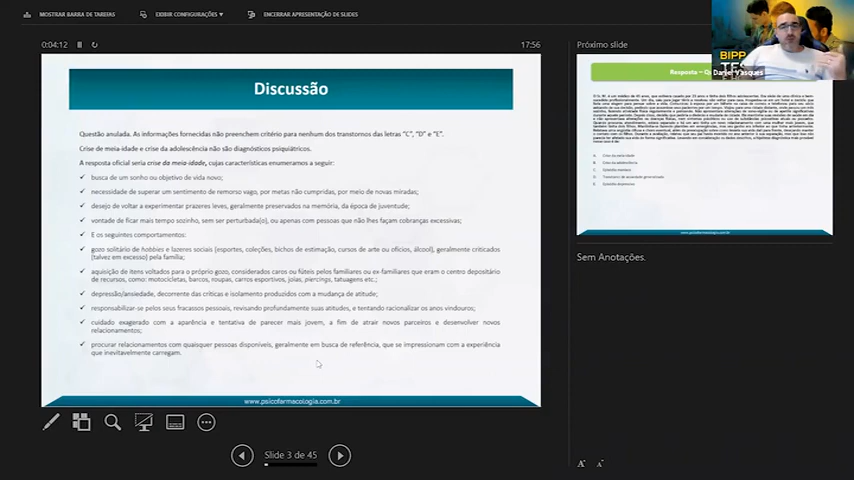 MOSTRAR BARRA DE TAREFAS
EXIBIR CONFIGURAÇÕES ▾
ENCERRAR APRESENTAÇÃO DE SLIDES
0:04:12
17:56
Discussão
Questão anulada. As informações fornecidas não preenchem critério para nenhum dos transtornos das letras "C", "D" e "E".
Crise de meia-idade e crise da adolescência não são diagnósticos psiquiátricos.
A resposta oficial seria crise da meia-idade, cujas características enumeramos a seguir:
✓ busca de um sonho ou objetivo de vida novo;
✓ necessidade de superar um sentimento de remorso vago, por metas não cumpridas, por meio de novas miradas;
✓ desejo de voltar a experimentar prazeres leves, geralmente preservados na memória, da época de juventude;
✓ vontade de ficar mais tempo sozinho, sem ser perturbada(o), ou apenas com pessoas que não lhes façam cobranças excessivas;
✓ E os seguintes comportamentos:
✓ gozo solitário de hobbies e lazeres sociais (esportes, coleções, bichos de estimação, cursos de arte ou ofícios, álcool), geralmente criticados
(talvez em excesso) pela família;
✓ aquisição de itens voltados para o próprio gozo, considerados caros ou fúteis pelos familiares ou ex-familiares que eram o centro depositário
de recursos, como: motocicletas, barcos, roupas, carros esportivos, joias, piercings, tatuagens etc.;
✓ depressão/ansiedade, decorrente das críticas e isolamento produzidos com a mudança de atitude;
✓ responsabilizar-se pelos seus fracassos pessoais, revisando profundamente suas atitudes, e tentando racionalizar os anos vindouros;
✓ cuidado exagerado com a aparência e tentativa de parecer mais jovem, a fim de atrair novos parceiros e desenvolver novos
relacionamentos;
✓ procurar relacionamentos com quaisquer pessoas disponíveis, geralmente em busca de referência, que se impressionam com a experiência
que inevitavelmente carregam.
www.psicofarmacologia.com.br
Slide 3 de 45
Próximo slide
BIPP
Daniel Vasques
Resposta – Qu
www.psicofarmacologia.com.br
Sem Anotações.
A A